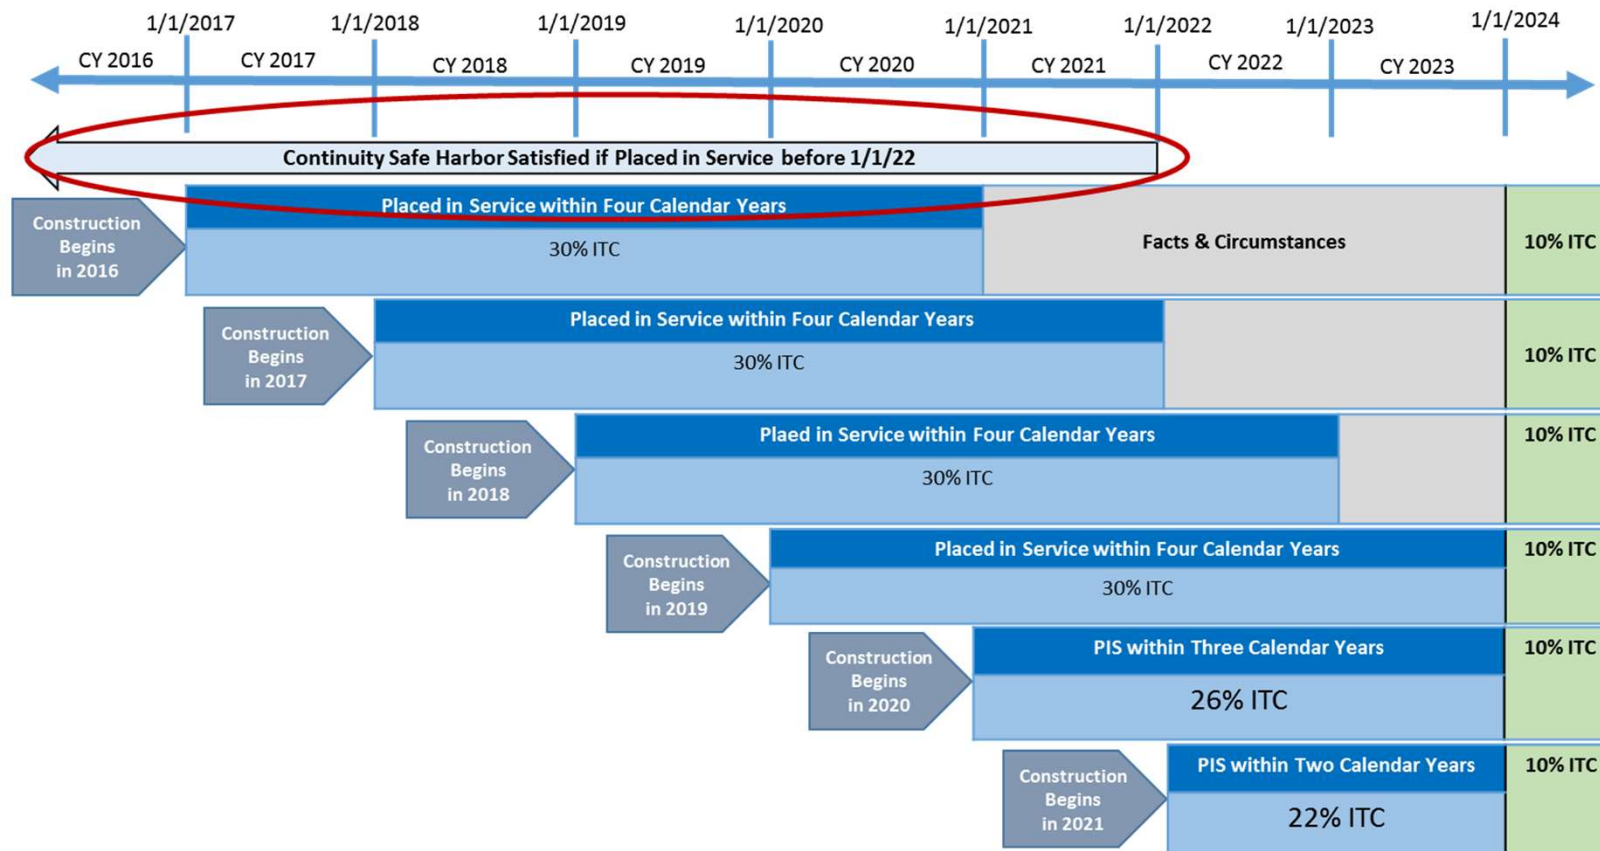 1/1/2017
1/1/2018
1/1/2019
1/1/2020
1/1/2021
1/1/2022
1/1/2023
1/1/2024
CY 2016
CY 2017
CY 2018
CY 2019
CY 2020
CY 2021
CY 2022
CY 2023
Continuity Safe Harbor Satisfied if Placed in Service before 1/1/22
Construction
Begins
in 2016
Placed in Service within Four Calendar Years
30% ITC
Facts & Circumstances
10% ITC
Construction
Begins
in 2017
Placed in Service within Four Calendar Years
30% ITC
10% ITC
Construction
Begins
in 2018
Plaed in Service within Four Calendar Years
30% ITC
10% ITC
Construction
Begins
in 2019
Placed in Service within Four Calendar Years
30% ITC
10% ITC
Construction
Begins
in 2020
PIS within Three Calendar Years
26% ITC
10% ITC
Construction
Begins
in 2021
PIS within Two Calendar Years
22% ITC
10% ITC